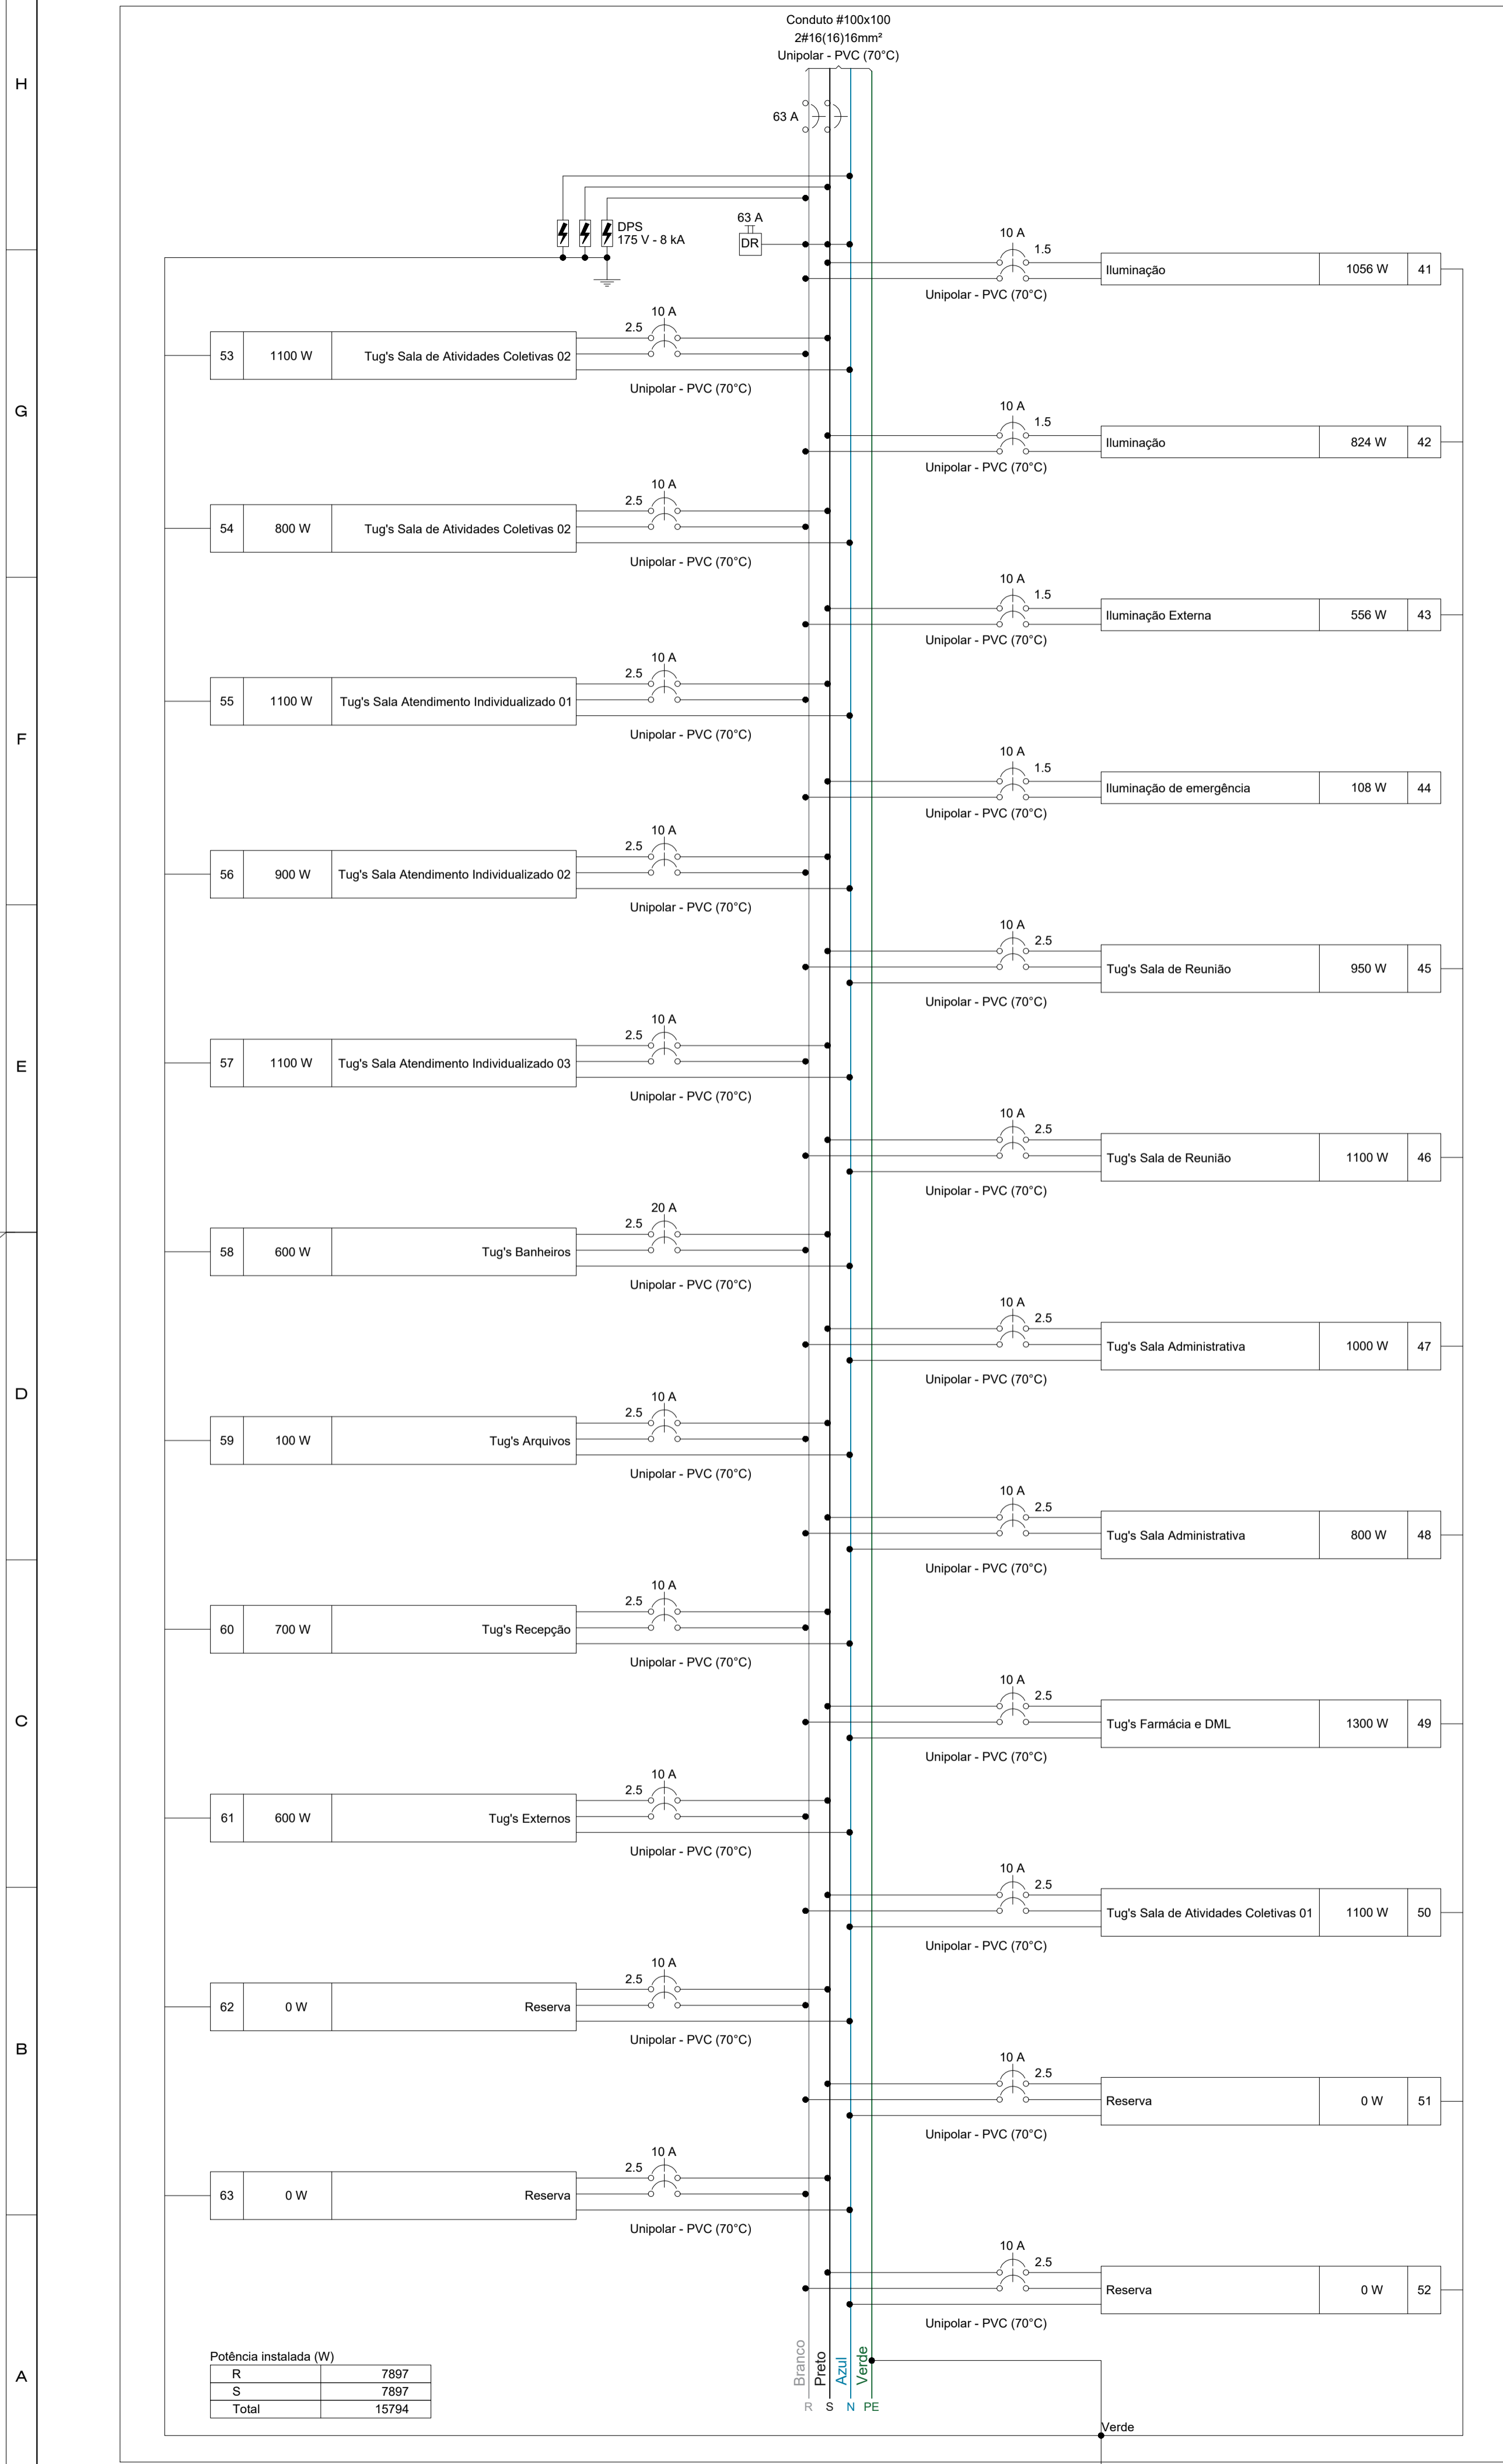 Conduto #100x100
2#16(16)16mm²
Unipolar - PVC (70°C)
63 A
DPS
175 V - 8 kA
63 A
DR
H
G
F
E
D
C
B
A
10 A
1.5
Iluminação 1056 W 41
Unipolar - PVC (70°C)
10 A
1.5
Iluminação 824 W 42
Unipolar - PVC (70°C)
10 A
1.5
Iluminação Externa 556 W 43
Unipolar - PVC (70°C)
10 A
1.5
Iluminação de emergência 108 W 44
Unipolar - PVC (70°C)
10 A
2.5
Tug's Sala de Reunião 950 W 45
Unipolar - PVC (70°C)
10 A
2.5
Tug's Sala de Reunião 1100 W 46
Unipolar - PVC (70°C)
10 A
2.5
Tug's Sala Administrativa 1000 W 47
Unipolar - PVC (70°C)
10 A
2.5
Tug's Sala Administrativa 800 W 48
Unipolar - PVC (70°C)
10 A
2.5
Tug's Farmácia e DML 1300 W 49
Unipolar - PVC (70°C)
10 A
2.5
Tug's Sala de Atividades Coletivas 01 1100 W 50
Unipolar - PVC (70°C)
10 A
2.5
Reserva 0 W 51
Unipolar - PVC (70°C)
10 A
2.5
Reserva 0 W 52
Unipolar - PVC (70°C)
10 A
2.5
53 1100 W Tug's Sala de Atividades Coletivas 02
Unipolar - PVC (70°C)
10 A
2.5
54 800 W Tug's Sala de Atividades Coletivas 02
Unipolar - PVC (70°C)
10 A
2.5
55 1100 W Tug's Sala Atendimento Individualizado 01
Unipolar - PVC (70°C)
10 A
2.5
56 900 W Tug's Sala Atendimento Individualizado 02
Unipolar - PVC (70°C)
10 A
2.5
57 1100 W Tug's Sala Atendimento Individualizado 03
Unipolar - PVC (70°C)
20 A
2.5
58 600 W Tug's Banheiros
Unipolar - PVC (70°C)
10 A
2.5
59 100 W Tug's Arquivos
Unipolar - PVC (70°C)
10 A
2.5
60 700 W Tug's Recepção
Unipolar - PVC (70°C)
10 A
2.5
61 600 W Tug's Externos
Unipolar - PVC (70°C)
10 A
2.5
62 0 W Reserva
Unipolar - PVC (70°C)
10 A
2.5
63 0 W Reserva
Unipolar - PVC (70°C)
Potência instalada (W)
R 7897
S 7897
Total 15794
Branco
Preto
Azul
Verde
R S N PE
Verde